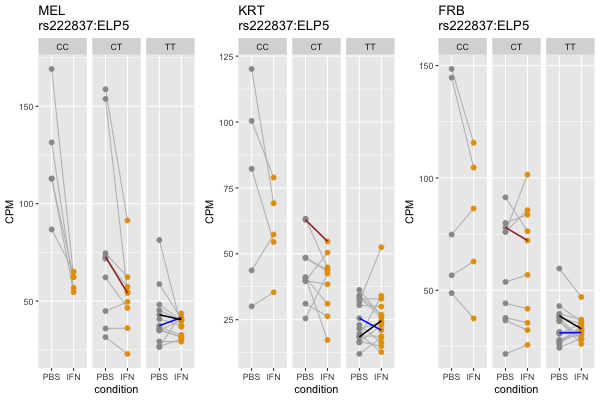 MEL
rs222837:ELP5
CC CT TT
CPM
150
100
50
PBS IFN PBS IFN PBS IFN
condition
KRT
rs222837:ELP5
CC CT TT
CPM
125
100
75
50
25
PBS IFN PBS IFN PBS IFN
condition
FRB
rs222837:ELP5
CC CT TT
CPM
150
100
50
PBS IFN PBS IFN PBS IFN
condition